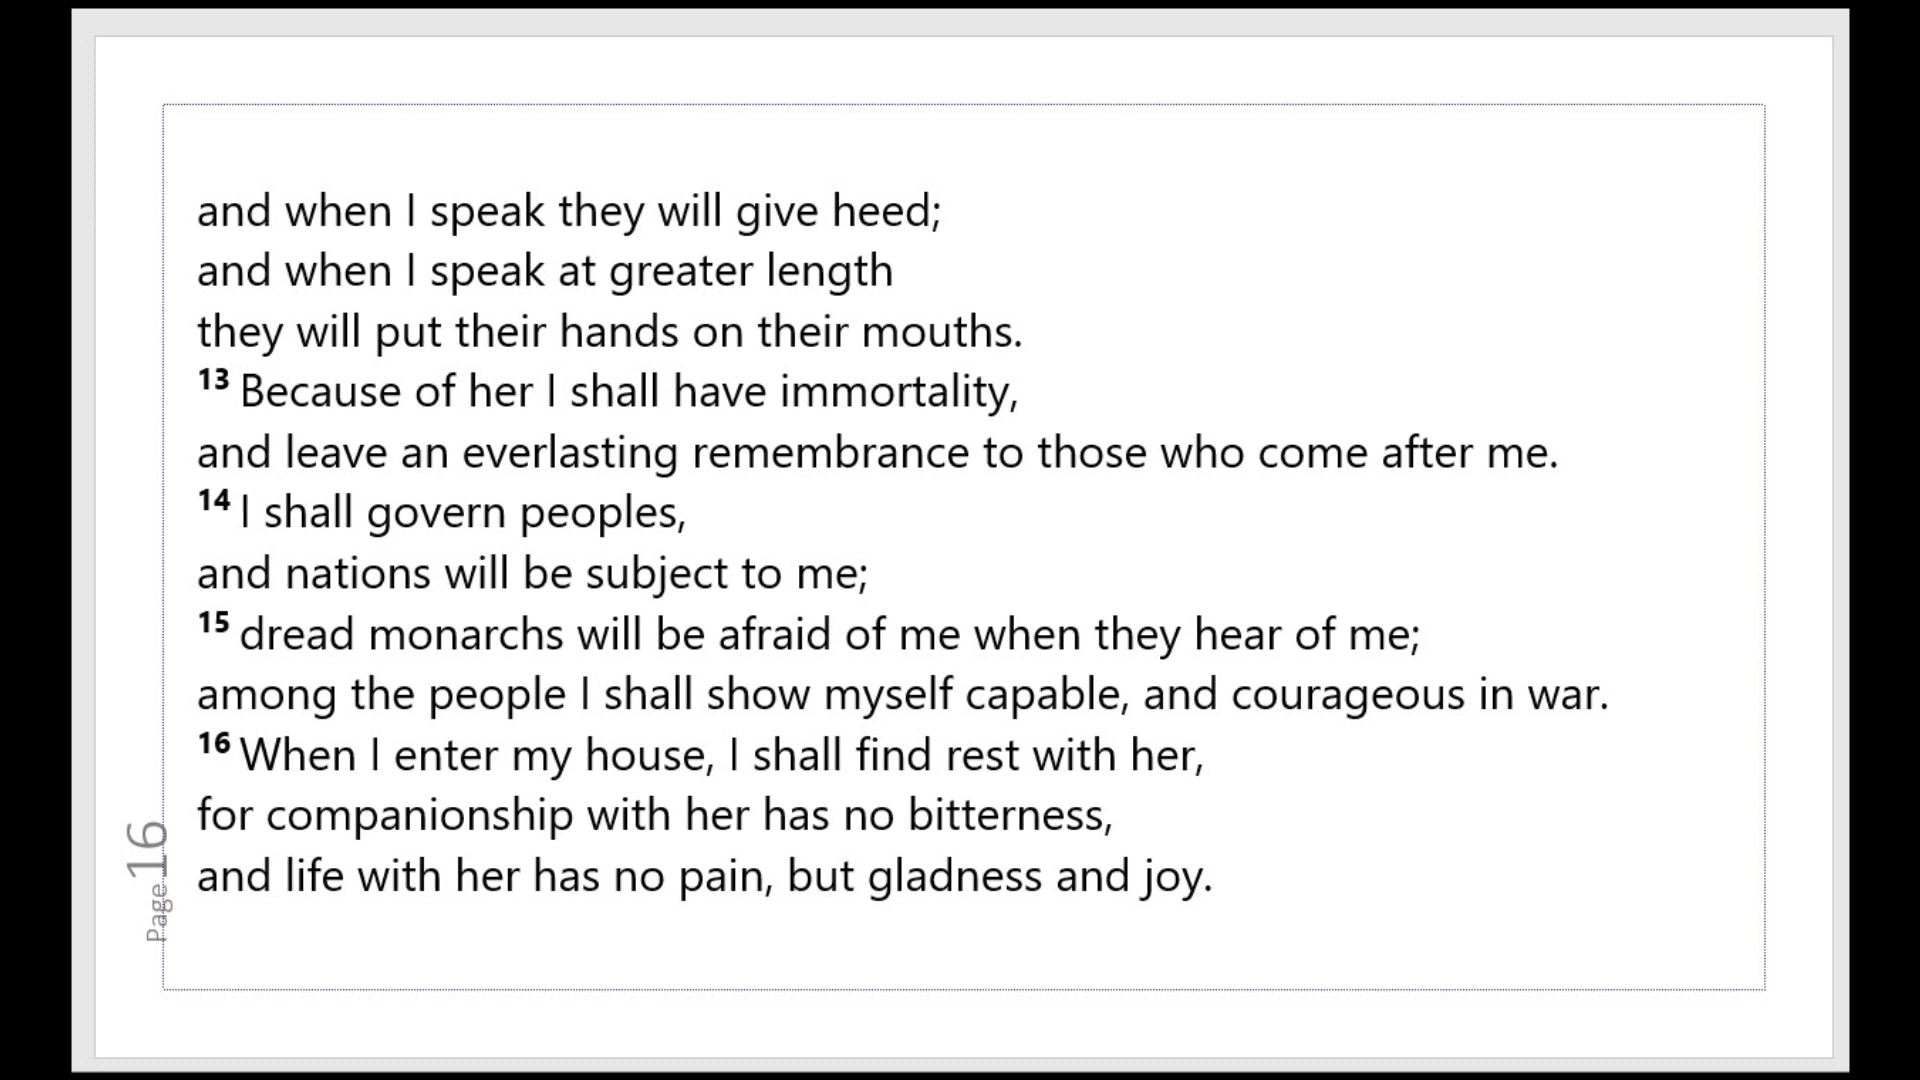 and when I speak they will give heed;
and when I speak at greater length
they will put their hands on their mouths.
13 Because of her I shall have immortality,
and leave an everlasting remembrance to those who come after me.
14 I shall govern peoples,
and nations will be subject to me;
15 dread monarchs will be afraid of me when they hear of me;
among the people I shall show myself capable, and courageous in war.
16 When I enter my house, I shall find rest with her,
for companionship with her has no bitterness,
and life with her has no pain, but gladness and joy.
Page 16